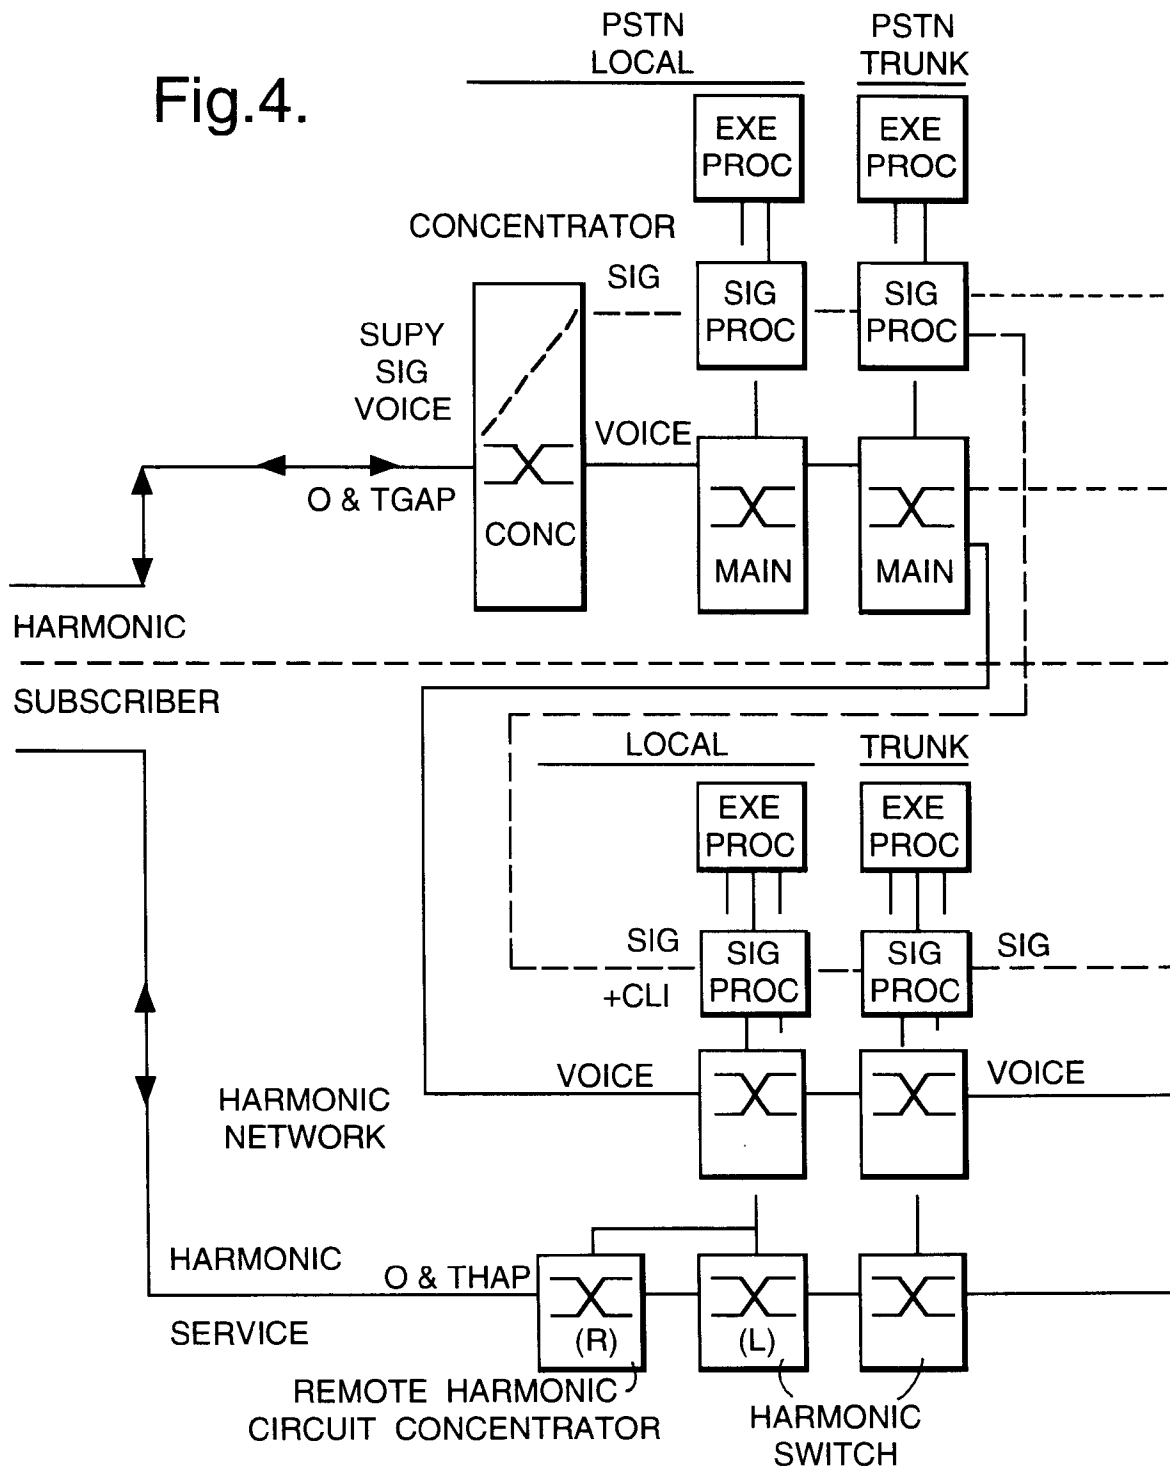 PSTN
LOCAL
PSTN
TRUNK
Fig.4.
EXE
PROC
EXE
PROC
CONCENTRATOR
SIG
SIG
PROC
SIG
PROC
SUPY
SIG
VOICE
VOICE
O & TGAP
CONC
MAIN
MAIN
HARMONIC
SUBSCRIBER
LOCAL
TRUNK
EXE
PROC
EXE
PROC
SIG
+CLI
SIG
PROC
SIG
PROC
SIG
VOICE
VOICE
HARMONIC
NETWORK
HARMONIC
O & THAP
SERVICE
(R)
(L)
REMOTE HARMONIC
CIRCUIT CONCENTRATOR
HARMONIC
SWITCH